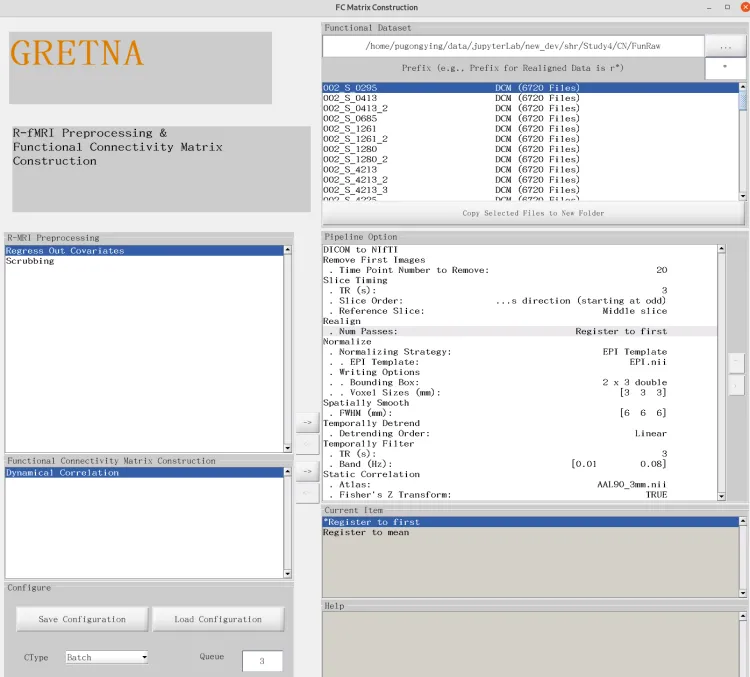 FC Matrix Construction
GRETNA
R-fMRI Preprocessing &
Functional Connectivity Matrix
Construction
Functional Dataset
/home/pugongying/data/jupyterLab/new_dev/shr/Study4/CN/FunRaw
...
Prefix (e.g., Prefix for Realigned Data is r*)
*
002_S_0295 DCM (6720 Files)
002_S_0413 DCM (6720 Files)
002_S_0413_2 DCM (6720 Files)
002_S_0685 DCM (6720 Files)
002_S_1261 DCM (6720 Files)
002_S_1261_2 DCM (6720 Files)
002_S_1280 DCM (6720 Files)
002_S_1280_2 DCM (6720 Files)
002_S_4213 DCM (6720 Files)
002_S_4213_2 DCM (6720 Files)
002_S_4213_3 DCM (6720 Files)
002_S_4225 DCM (6720 Files)
Copy Selected Files to New Folder
R-MRI Preprocessing
Regress Out Covariates
Scrubbing
->
Functional Connectivity Matrix Construction
Dynamical Correlation
->
Pipeline Option
DICOM to NIfTI
Remove First Images
. Time Point Number to Remove: 20
Slice Timing
. TR (s): 3
. Slice Order: ...s direction (starting at odd)
. Reference Slice: Middle slice
Realign
. Num Passes: Register to first
Normalize
. Normalizing Strategy: EPI Template
. . EPI Template: EPI.nii
. Writing Options
. . Bounding Box: 2 x 3 double
. . Voxel Sizes (mm): [3 3 3]
Spatially Smooth
. FWHM (mm): [6 6 6]
Temporally Detrend
. Detrending Order: Linear
Temporally Filter
. TR (s): 3
. Band (Hz): [0.01 0.08]
Static Correlation
. Atlas: AAL90_3mm.nii
. Fisher's Z Transform: TRUE
Current Item
*Register to first
Register to mean
Configure
Save Configuration
Load Configuration
CType
Batch
Queue
3
Help